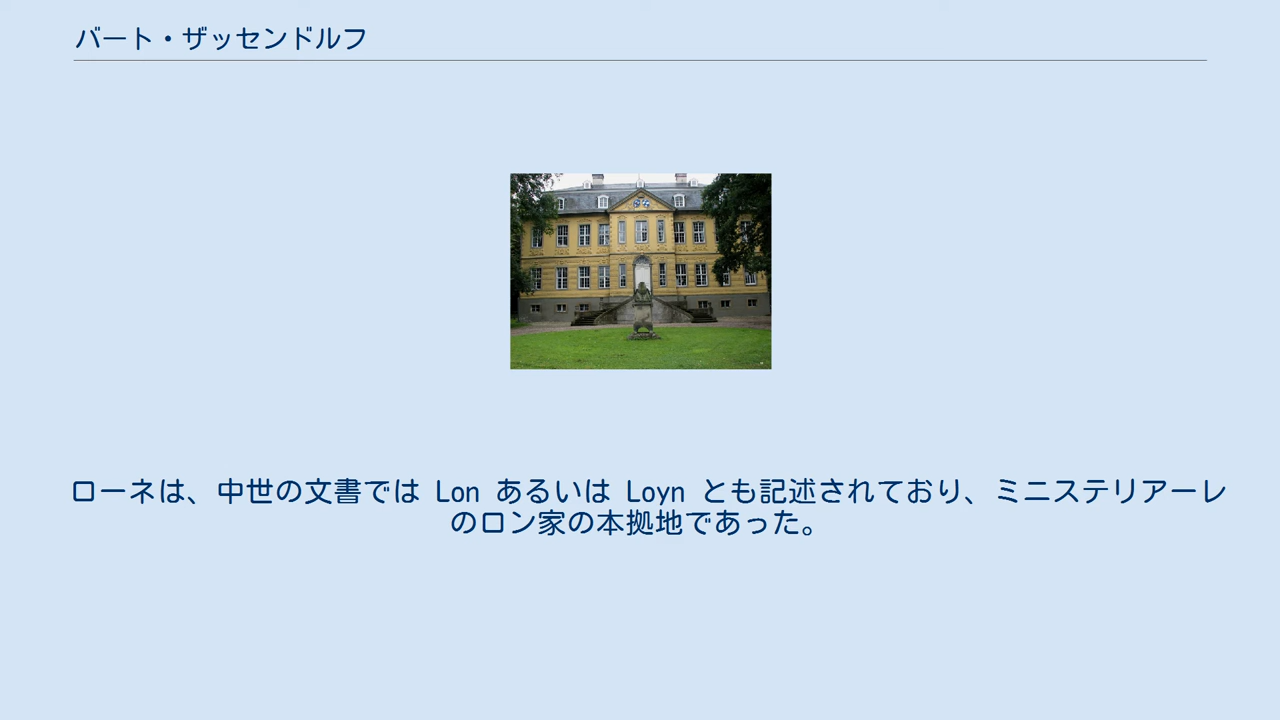 バート・ザッセンドルフ
ローネは、中世の文書では Lon あるいは Loyn とも記述されており、ミニステリアーレ
のロン家の本拠地であった。